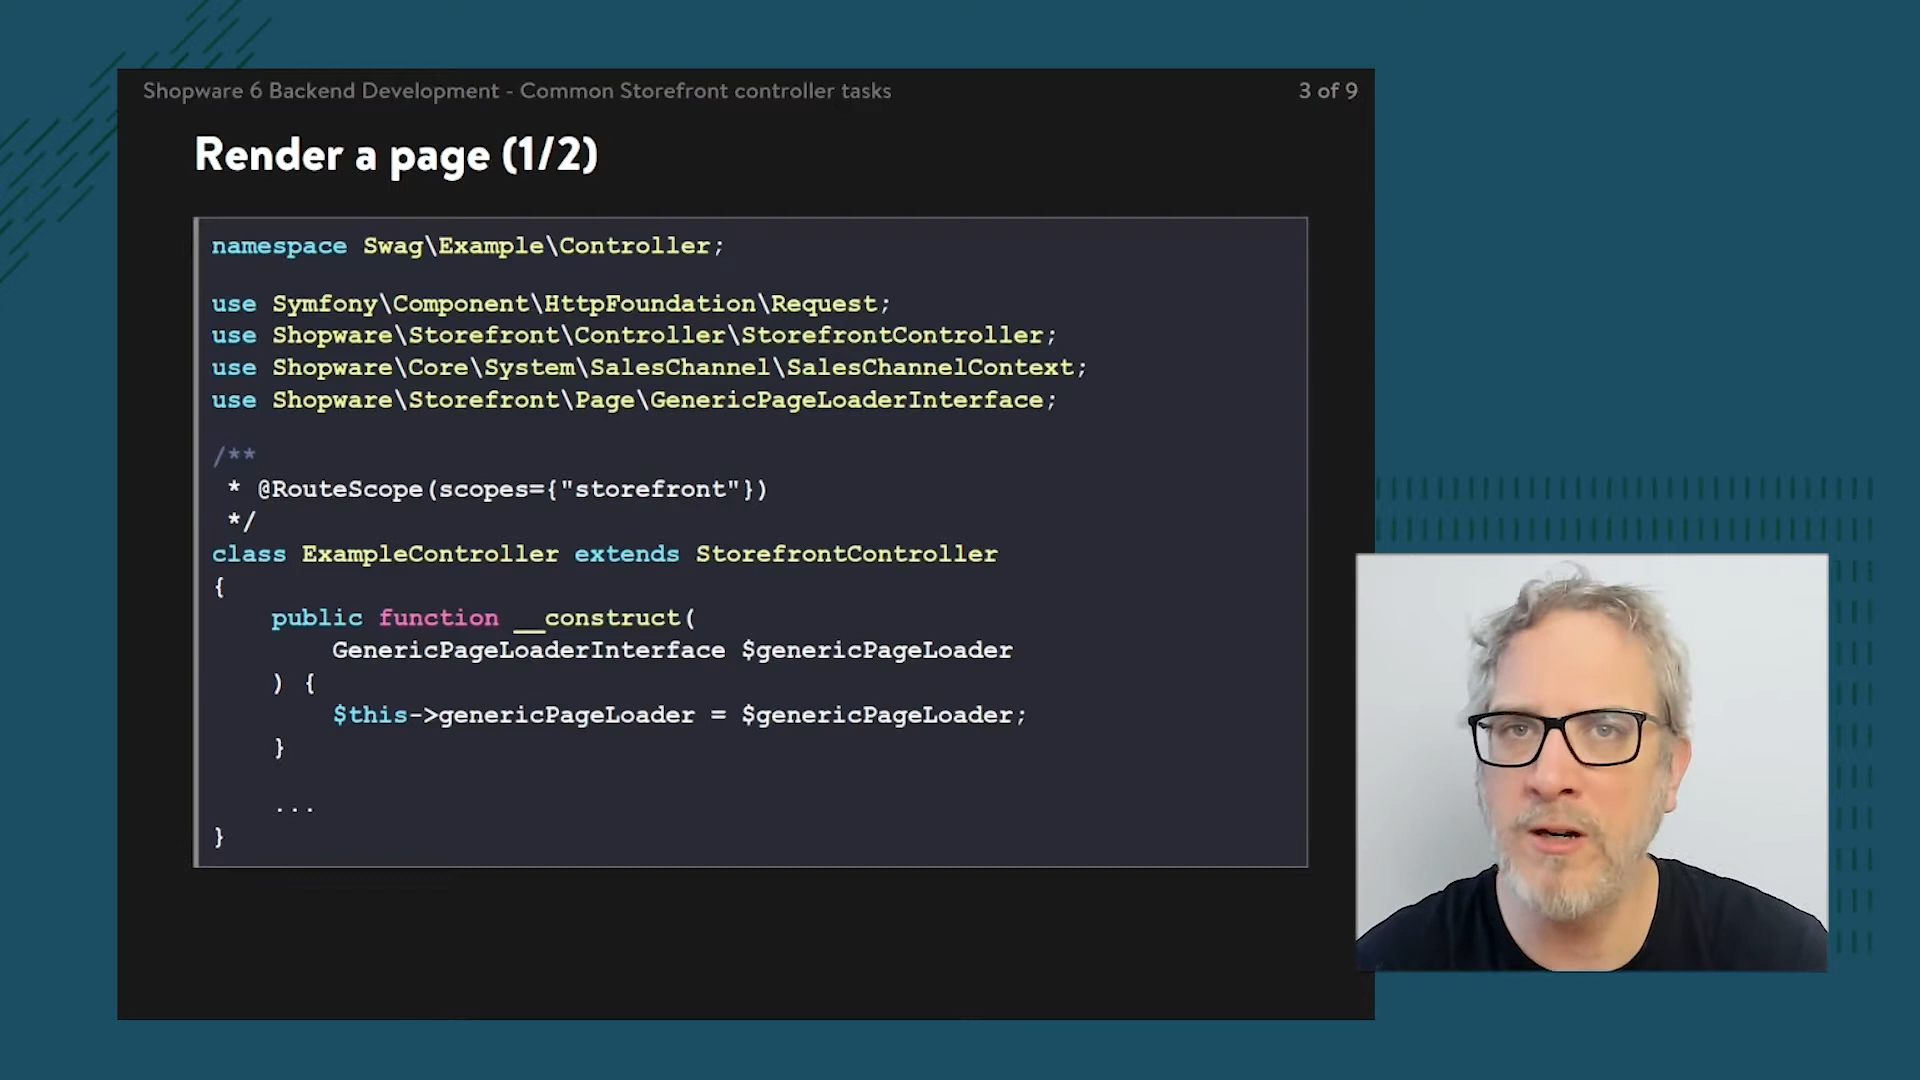 Shopware 6 Backend Development - Common Storefront controller tasks
3 of 9
Render a page (1/2)
namespace Swag\Example\Controller;
use Symfony\Component\HttpFoundation\Request;
use Shopware\Storefront\Controller\StorefrontController;
use Shopware\Core\System\SalesChannel\SalesChannelContext;
use Shopware\Storefront\Page\GenericPageLoaderInterface;
/**
 * @RouteScope(scopes={"storefront"})
 */
class ExampleController extends StorefrontController
{
    public function __construct(
        GenericPageLoaderInterface $genericPageLoader
    ) {
        $this->genericPageLoader = $genericPageLoader;
    }
    ...
}